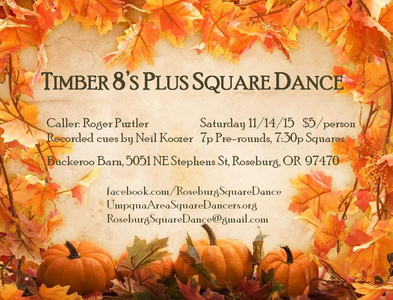 Timber 8's Plus Square Dance
Caller: Roger Puztler Saturday 11/14/15 $5/person
Recorded cues by Neil Koozer 7p Pre-rounds, 7:30p Squares
Buckeroo Barn, 5051 NE Stephens St, Roseburg, OR 97470
facebook.com/RoseburgSquareDance
UmpquaAreaSquareDancers.org
RoseburgSquareDance@gmail.com